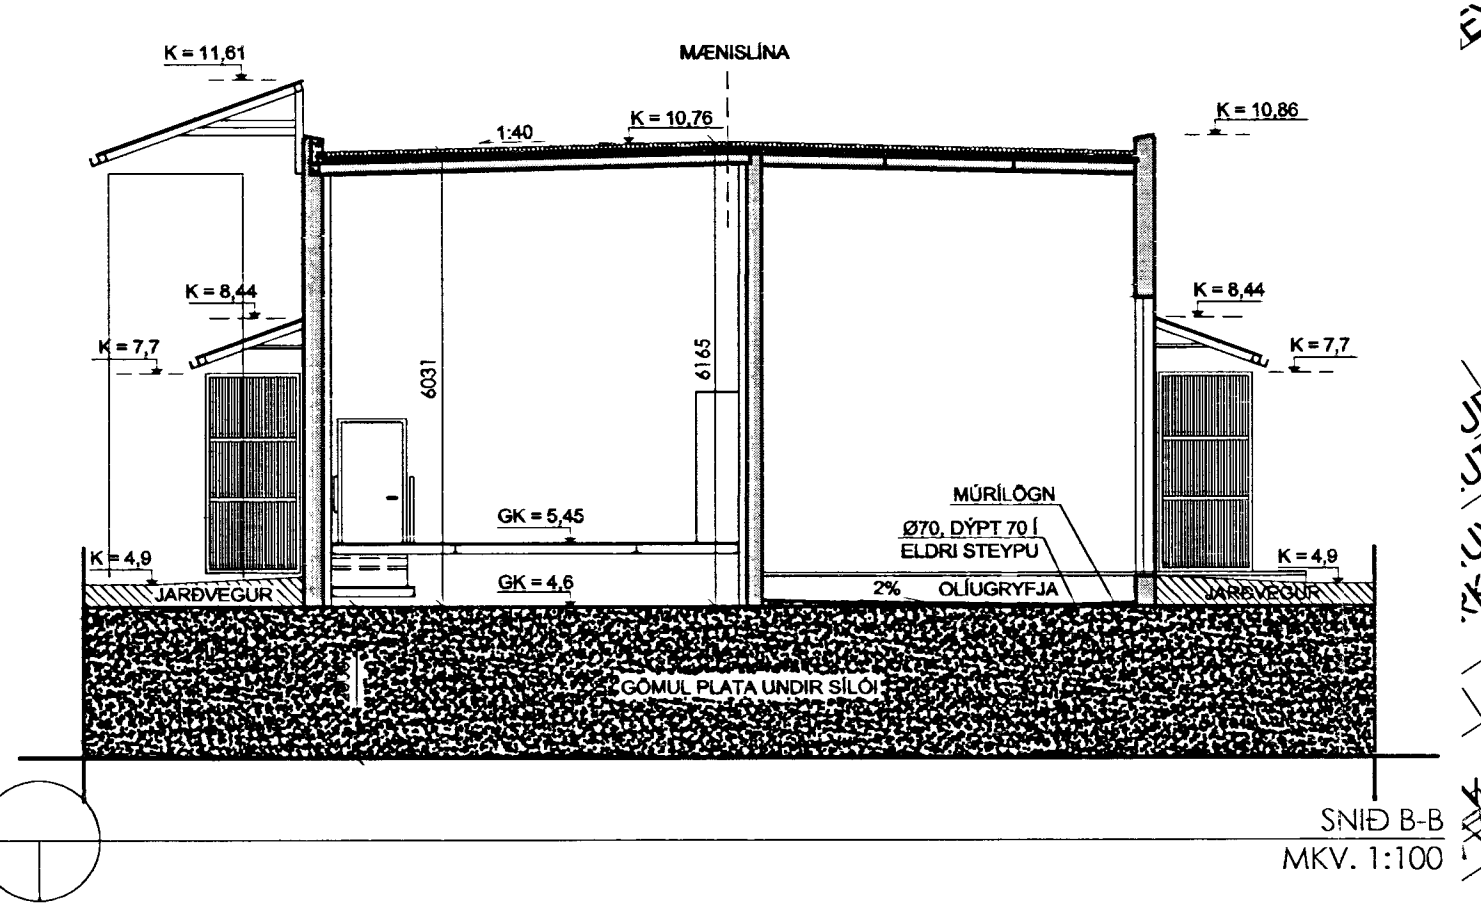 MÆNISLÍNA
K = 11,61
K = 10,76
1:40
K = 10,86
K = 8,44
K = 8,44
K = 7,7
K = 7,7
6031
6165
MÚRÍLÖGN
GK = 5,45
Ø70, DÝPT 70 Í
ELDRI STEYPU
K = 4,9
K = 4,9
JARÐVEGUR
GK = 4,6
2%
OLÍUGRYFJA
JARÐVEGUR
GÖMUL PLATA UNDIR SÍLÓI
SNIÐ B-B
MKV. 1:100